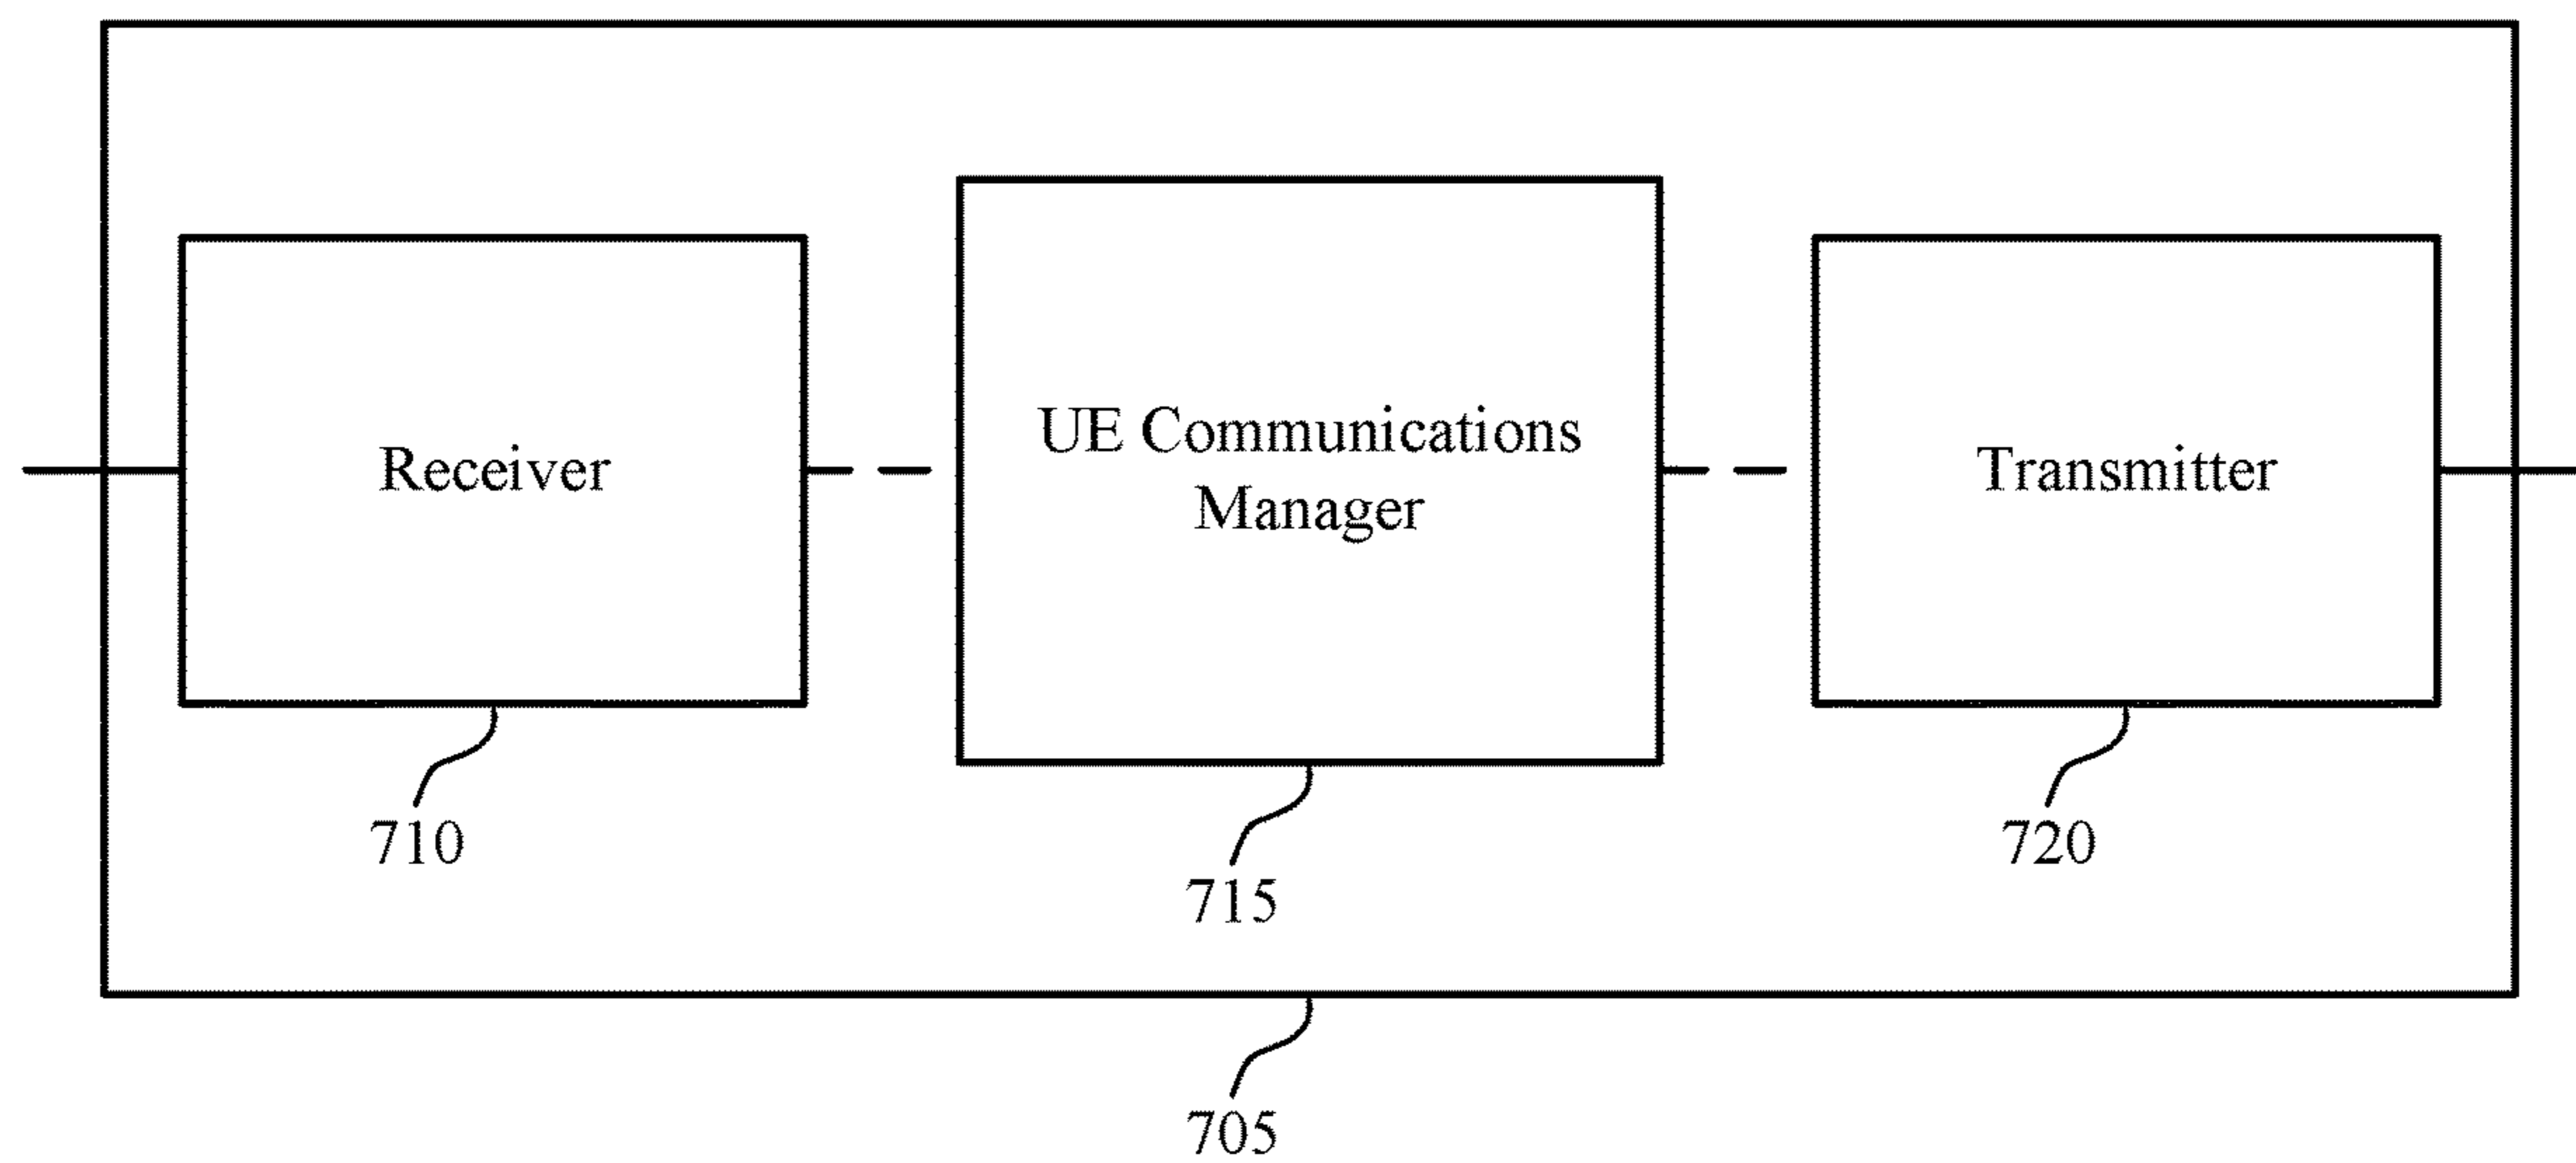 Receiver
UE Communications
Manager
Transmitter
710
715
720
705